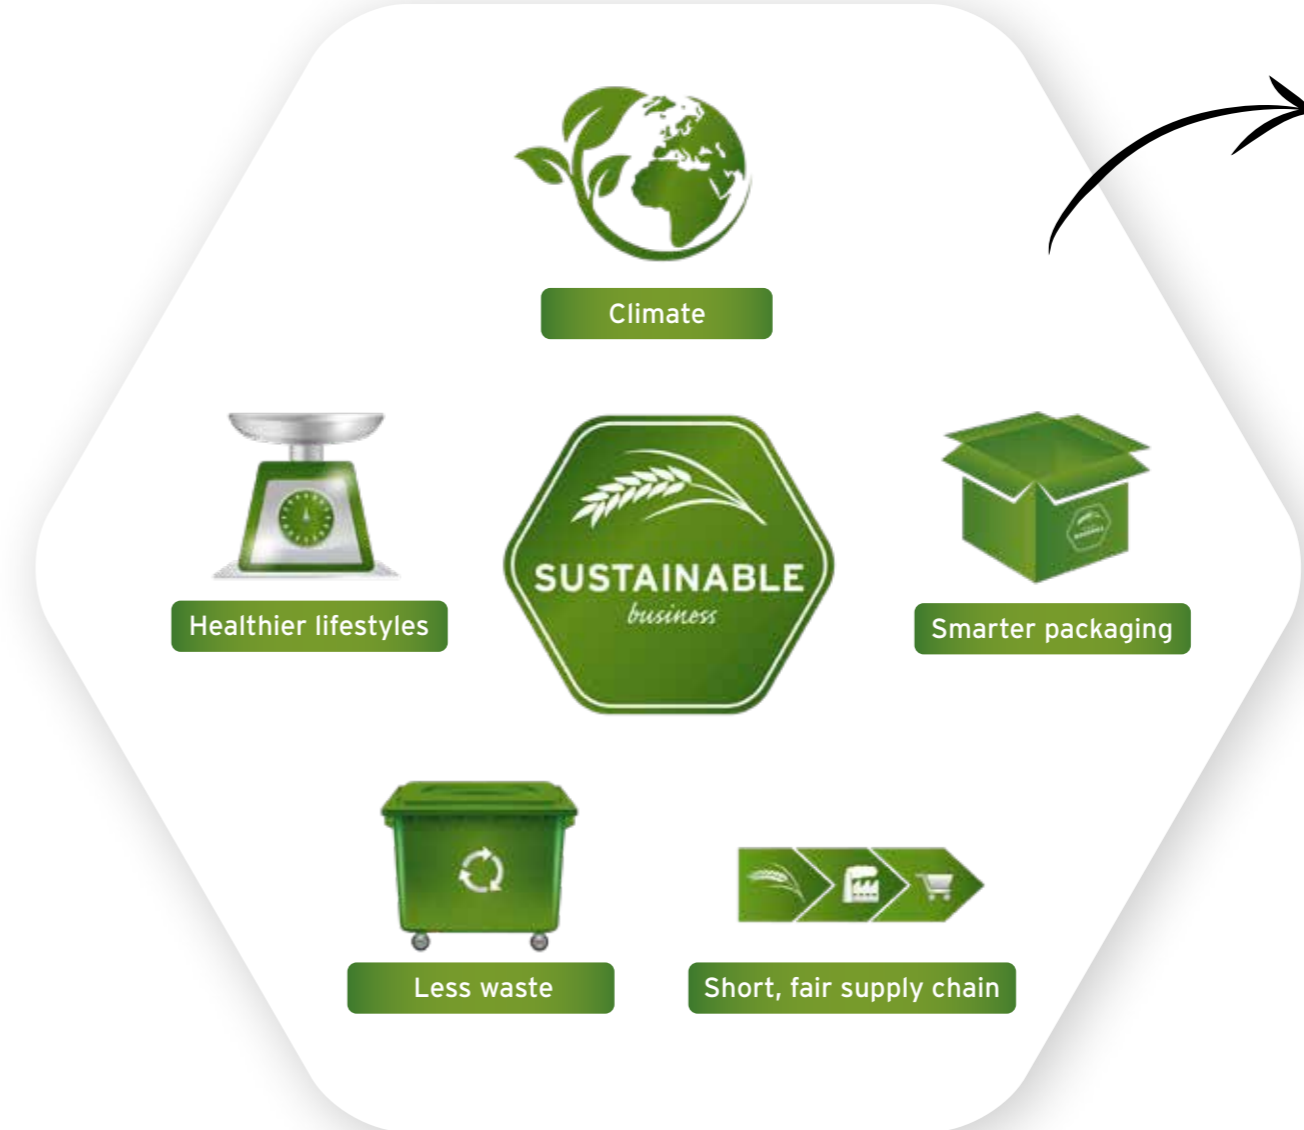 Climate
Healthier lifestyles
SUSTAINABLE
business
Smarter packaging
Less waste
Short, fair supply chain